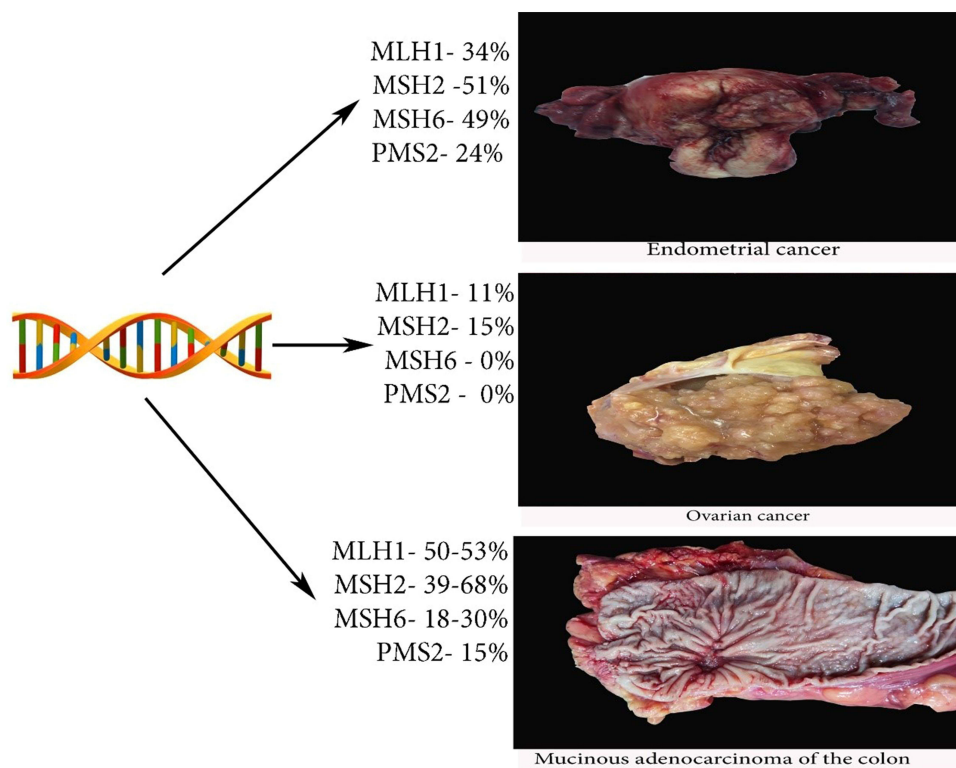 MLH1- 34%
MSH2 -51%
MSH6- 49%
PMS2- 24%
Endometrial cancer
MLH1- 11%
MSH2- 15%
MSH6 - 0%
PMS2 - 0%
Ovarian cancer
MLH1- 50-53%
MSH2- 39-68%
MSH6- 18-30%
PMS2- 15%
Mucinous adenocarcinoma of the colon